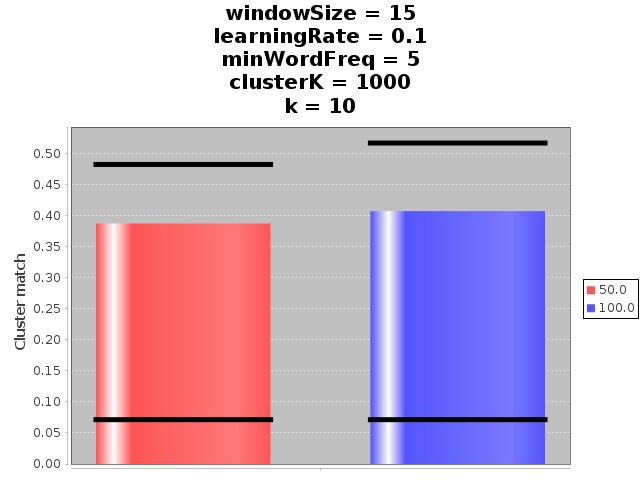 windowSize = 15
learningRate = 0.1
minWordFreq = 5
clusterK = 1000
k = 10
0.50
0.45
0.40
0.35
0.30
0.25
0.20
0.15
0.10
0.05
0.00
Cluster match
50.0
100.0